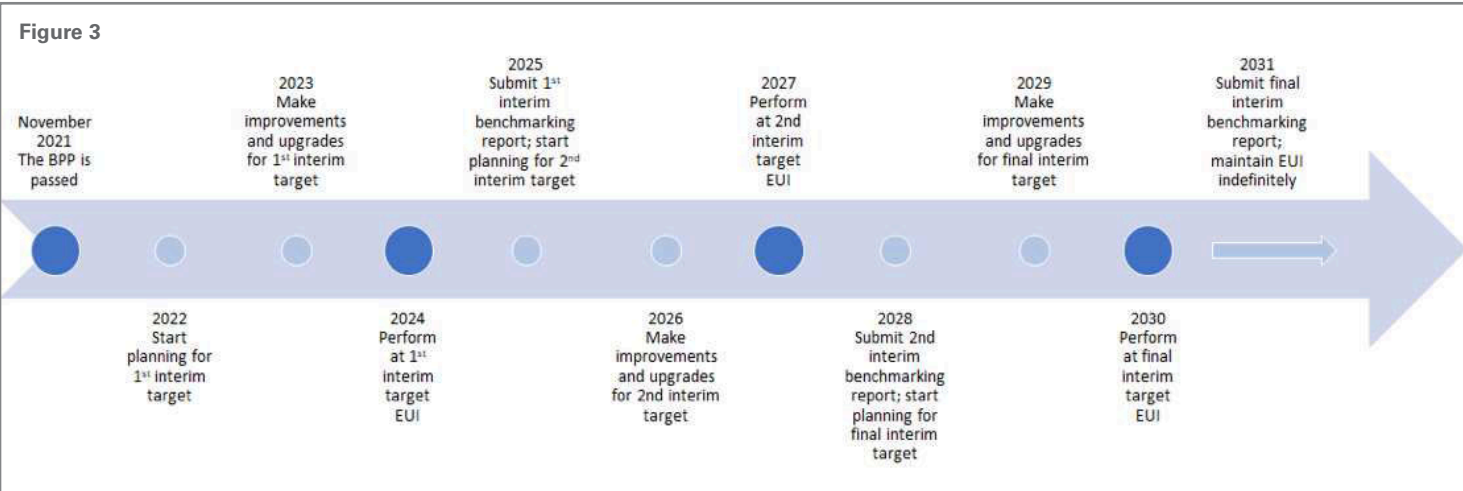 Figure 3
November
2021
The BPP is
passed
2022
Start
planning for
1st interim
target
2023
Make
improvements
and upgrades
for 1st interim
target
2024
Perform
at 1st
interim
target
EUI
2025
Submit 1st
interim
benchmarking
report; start
planning for 2nd
interim target
2026
Make
improvements
and upgrades
for 2nd interim
target
2027
Perform
at 2nd
interim
target
EUI
2028
Submit 2nd
interim
benchmarking
report; start
planning for
final interim
target
2029
Make
improvements
and upgrades
for final interim
target
2030
Perform
at final
interim
target
EUI
2031
Submit final
interim
benchmarking
report;
maintain EUI
indefinitely